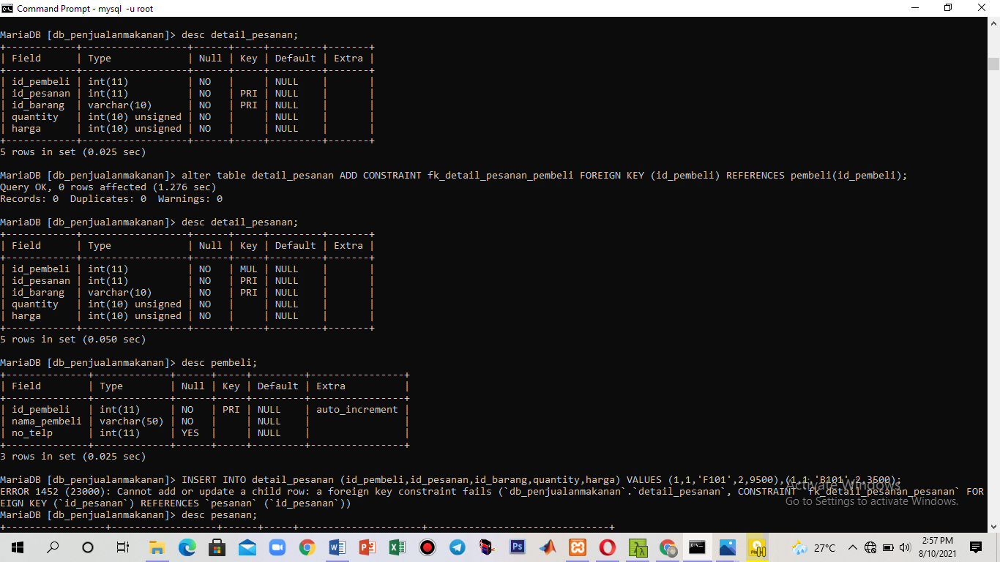 Command Prompt - mysql -u root
MariaDB [db_penjualanmakanan]> desc detail_pesanan;
+------------+------------------+------+-----+---------+-------+
| Field      | Type             | Null | Key | Default | Extra |
+------------+------------------+------+-----+---------+-------+
| id_pembeli | int(11)          | NO   |     | NULL    |       |
| id_pesanan | int(11)          | NO   | PRI | NULL    |       |
| id_barang  | varchar(10)      | NO   | PRI | NULL    |       |
| quantity   | int(10) unsigned | NO   |     | NULL    |       |
| harga      | int(10) unsigned | NO   |     | NULL    |       |
+------------+------------------+------+-----+---------+-------+
5 rows in set (0.025 sec)
MariaDB [db_penjualanmakanan]> alter table detail_pesanan ADD CONSTRAINT fk_detail_pesanan_pembeli FOREIGN KEY (id_pembeli) REFERENCES pembeli(id_pembeli);
Query OK, 0 rows affected (1.276 sec)
Records: 0  Duplicates: 0  Warnings: 0
MariaDB [db_penjualanmakanan]> desc detail_pesanan;
+------------+------------------+------+-----+---------+-------+
| Field      | Type             | Null | Key | Default | Extra |
+------------+------------------+------+-----+---------+-------+
| id_pembeli | int(11)          | NO   | MUL | NULL    |       |
| id_pesanan | int(11)          | NO   | PRI | NULL    |       |
| id_barang  | varchar(10)      | NO   | PRI | NULL    |       |
| quantity   | int(10) unsigned | NO   |     | NULL    |       |
| harga      | int(10) unsigned | NO   |     | NULL    |       |
+------------+------------------+------+-----+---------+-------+
5 rows in set (0.050 sec)
MariaDB [db_penjualanmakanan]> desc pembeli;
+--------------+-------------+------+-----+---------+----------------+
| Field        | Type        | Null | Key | Default | Extra          |
+--------------+-------------+------+-----+---------+----------------+
| id_pembeli   | int(11)     | NO   | PRI | NULL    | auto_increment |
| nama_pembeli | varchar(50) | NO   |     | NULL    |                |
| no_telp      | int(11)     | YES  |     | NULL    |                |
+--------------+-------------+------+-----+---------+----------------+
3 rows in set (0.025 sec)
MariaDB [db_penjualanmakanan]> INSERT INTO detail_pesanan (id_pembeli,id_pesanan,id_barang,quantity,harga) VALUES (1,1,'F101',2,9500),(1,1,'B101',2,3500);
ERROR 1452 (23000): Cannot add or update a child row: a foreign key constraint fails (`db_penjualanmakanan`.`detail_pesanan`, CONSTRAINT `fk_detail_pesanan_pesanan` FOR
EIGN KEY (`id_pesanan`) REFERENCES `pesanan` (`id_pesanan`))
MariaDB [db_penjualanmakanan]> desc pesanan;
Activate Windows
Go to Settings to activate Windows.
27°C
2:57 PM
8/10/2021